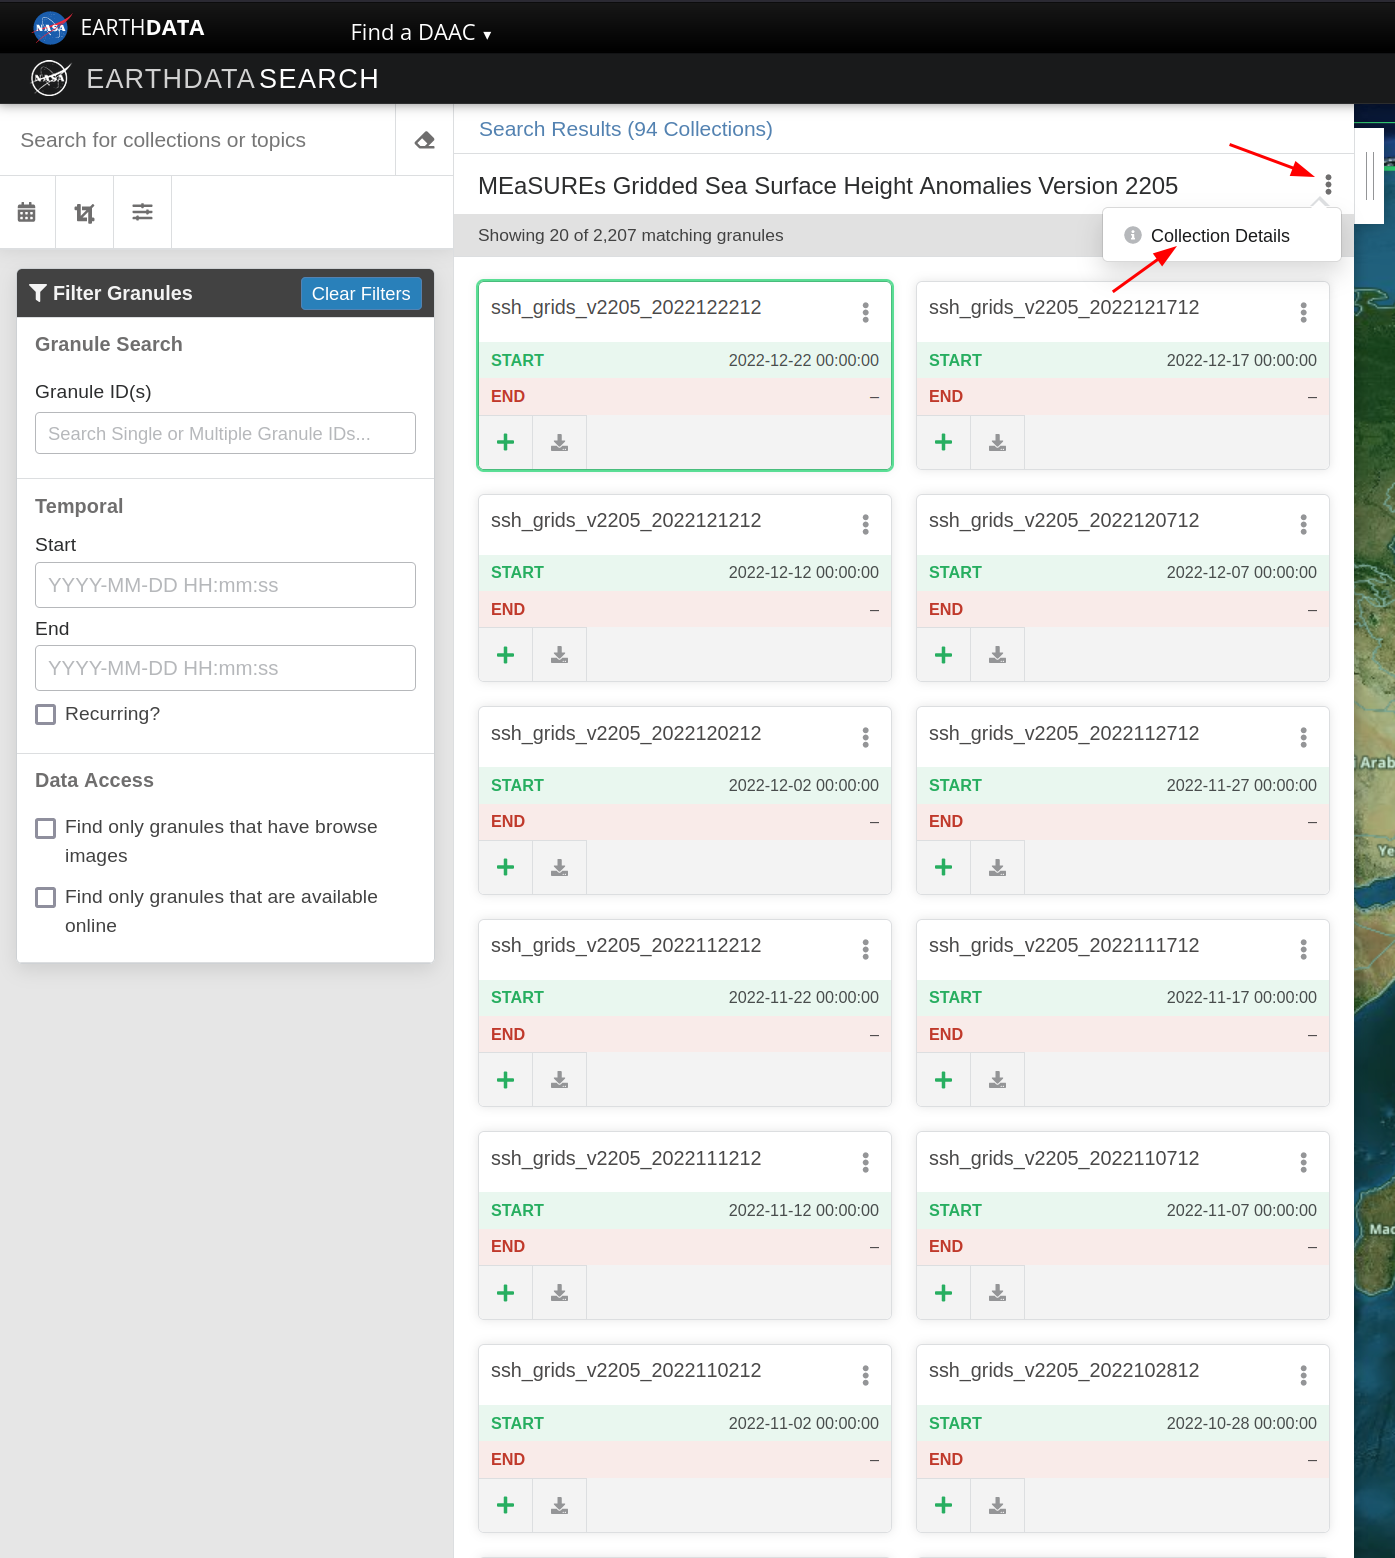 NASA EARTHDATA
Find a DAAC ▾
NASA EARTHDATA SEARCH
Search for collections or topics
Search Results (94 Collections)
MEaSUREs Gridded Sea Surface Height Anomalies Version 2205
Showing 20 of 2,207 matching granules
Collection Details
Filter Granules
Clear Filters
Granule Search
Granule ID(s)
Search Single or Multiple Granule IDs...
Temporal
Start
YYYY-MM-DD HH:mm:ss
End
YYYY-MM-DD HH:mm:ss
Recurring?
Data Access
Find only granules that have browse
images
Find only granules that are available
online
ssh_grids_v2205_2022122212
START 2022-12-22 00:00:00
END –
ssh_grids_v2205_2022121712
START 2022-12-17 00:00:00
END –
ssh_grids_v2205_2022121212
START 2022-12-12 00:00:00
END –
ssh_grids_v2205_2022120712
START 2022-12-07 00:00:00
END –
ssh_grids_v2205_2022120212
START 2022-12-02 00:00:00
END –
ssh_grids_v2205_2022112712
START 2022-11-27 00:00:00
END –
ssh_grids_v2205_2022112212
START 2022-11-22 00:00:00
END –
ssh_grids_v2205_2022111712
START 2022-11-17 00:00:00
END –
ssh_grids_v2205_2022111212
START 2022-11-12 00:00:00
END –
ssh_grids_v2205_2022110712
START 2022-11-07 00:00:00
END –
ssh_grids_v2205_2022110212
START 2022-11-02 00:00:00
END –
ssh_grids_v2205_2022102812
START 2022-10-28 00:00:00
END –
i Arab
Ye
Mad